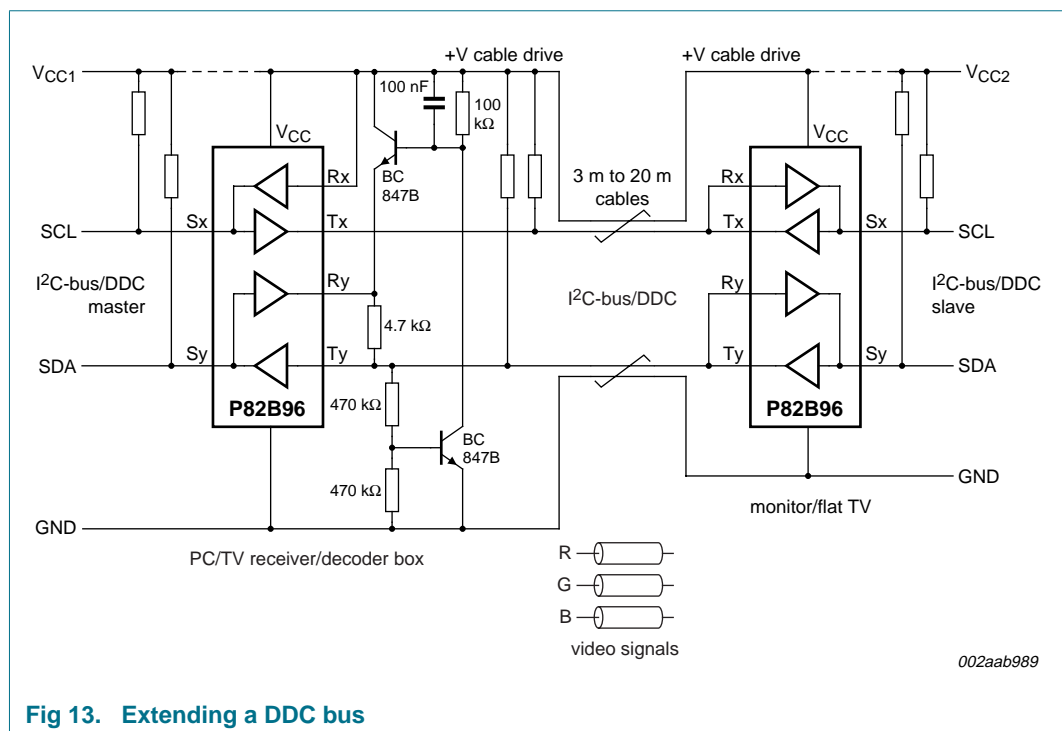 +V cable drive +V cable drive
VCC1 VCC2
100 nF 100 kΩ
VCC VCC
Rx BC 847B 3 m to 20 m cables Rx
SCL Sx Tx Tx Sx SCL
I2C-bus/DDC master Ry I2C-bus/DDC Ry I2C-bus/DDC slave
4.7 kΩ
SDA Sy Ty Ty Sy SDA
P82B96 470 kΩ P82B96
BC 847B
470 kΩ GND
monitor/flat TV
GND
PC/TV receiver/decoder box
R
G
B
video signals
002aab989
Fig 13. Extending a DDC bus